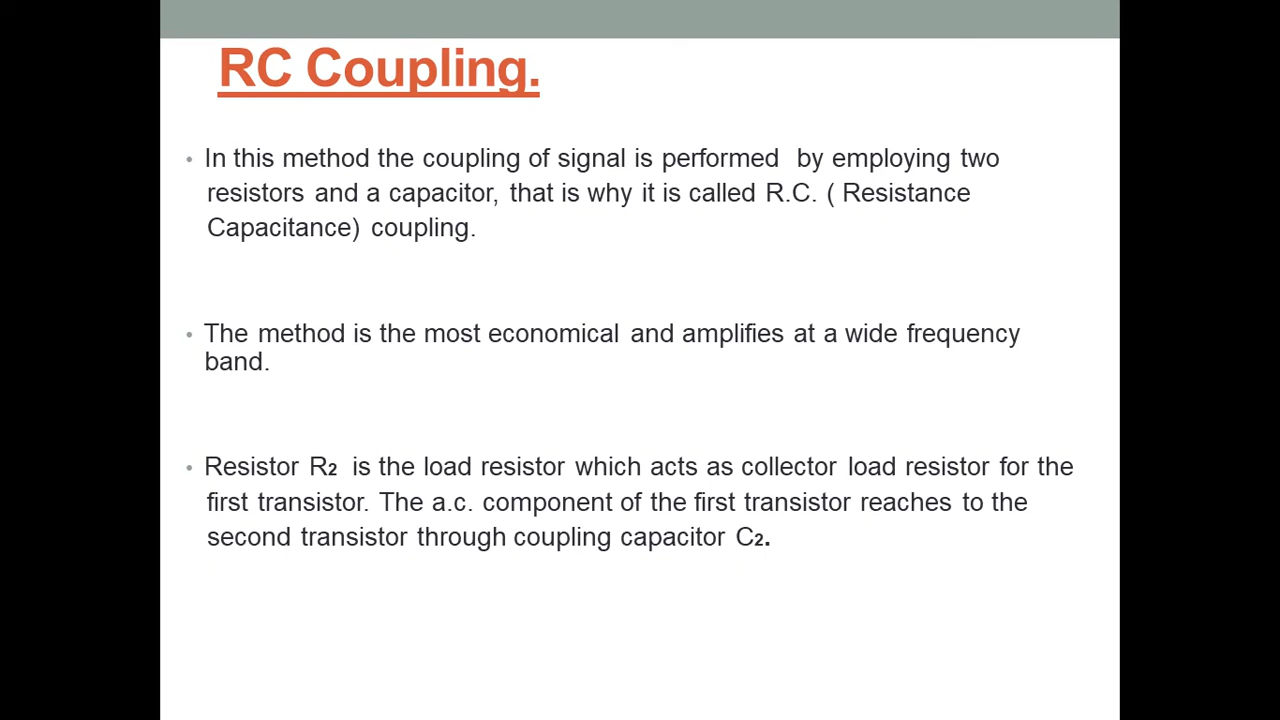 RC Coupling.
• In this method the coupling of signal is performed by employing two
resistors and a capacitor, that is why it is called R.C. ( Resistance
Capacitance) coupling.
• The method is the most economical and amplifies at a wide frequency
band.
• Resistor R₂ is the load resistor which acts as collector load resistor for the
first transistor. The a.c. component of the first transistor reaches to the
second transistor through coupling capacitor C₂.